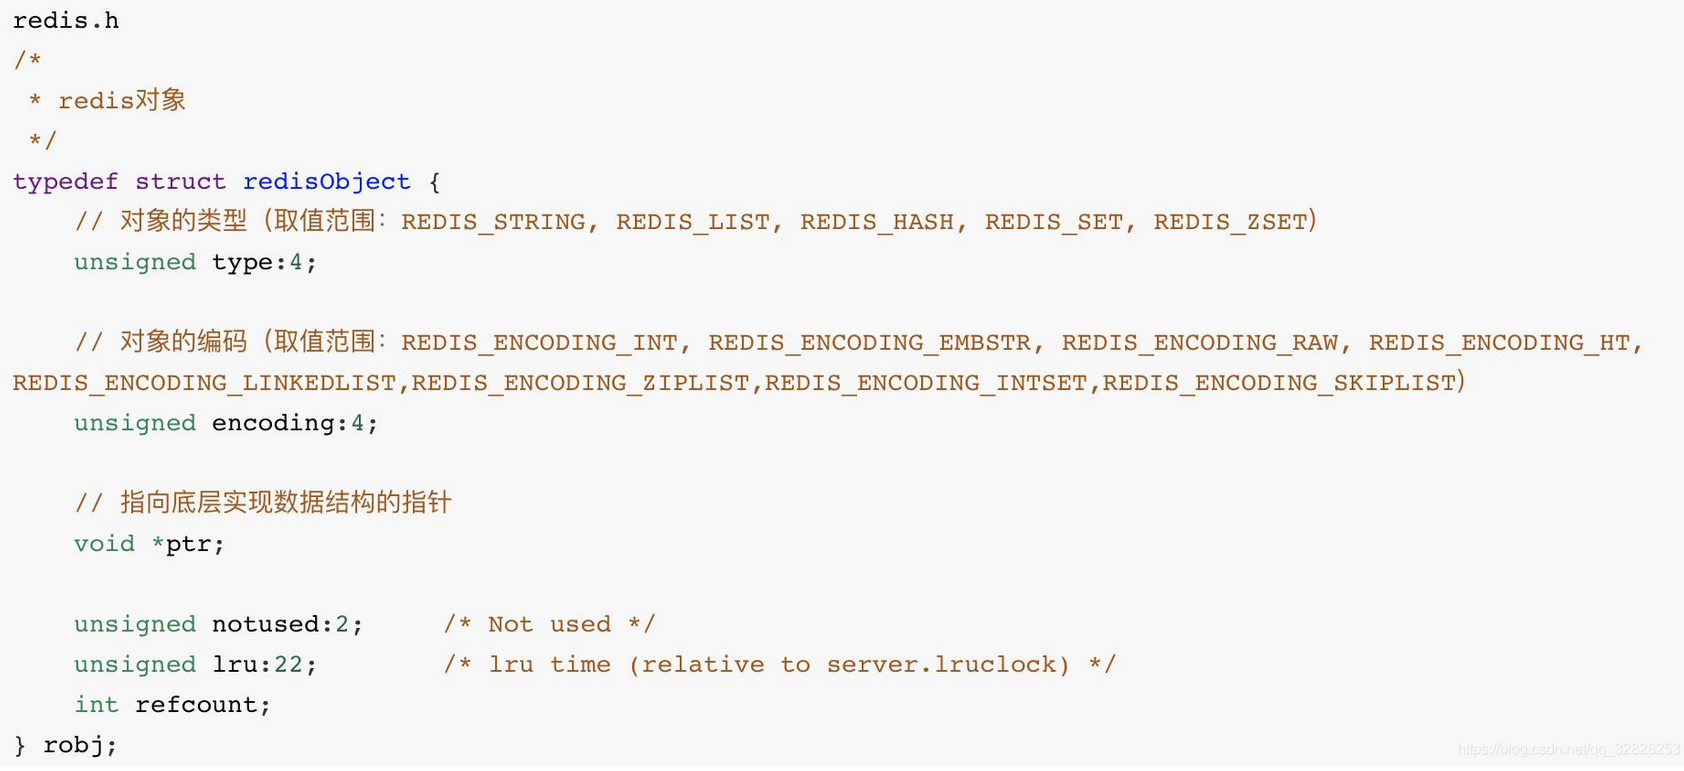 redis.h
/*
 * redis对象
 */
typedef struct redisObject {
    // 对象的类型（取值范围：REDIS_STRING, REDIS_LIST, REDIS_HASH, REDIS_SET, REDIS_ZSET）
    unsigned type:4;
    // 对象的编码（取值范围：REDIS_ENCODING_INT, REDIS_ENCODING_EMBSTR, REDIS_ENCODING_RAW, REDIS_ENCODING_HT,
REDIS_ENCODING_LINKEDLIST,REDIS_ENCODING_ZIPLIST,REDIS_ENCODING_INTSET,REDIS_ENCODING_SKIPLIST）
    unsigned encoding:4;
    // 指向底层实现数据结构的指针
    void *ptr;
    unsigned notused:2;     /* Not used */
    unsigned lru:22;        /* lru time (relative to server.lruclock) */
    int refcount;
} robj;
https://blog.csdn.net/qq_32828253